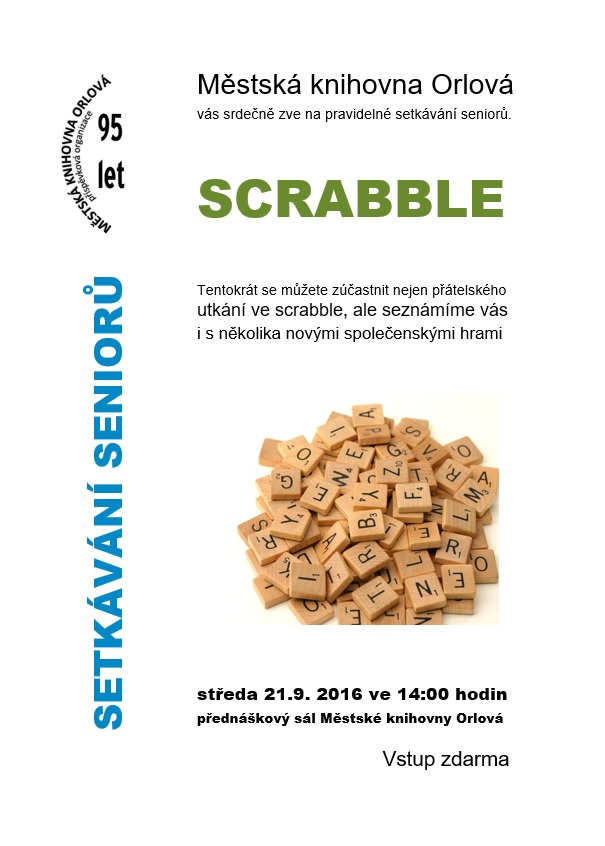 Městská knihovna Orlová
vás srdečně zve na pravidelné setkávání seniorů.
MĚSTSKÁ KNIHOVNA ORLOVÁ
příspěvková organizace
95
let
SCRABBLE
SETKÁVÁNÍ SENIORŮ
Tentokrát se můžete zúčastnit nejen přátelského
utkání ve scrabble, ale seznámíme vás
i s několika novými společenskými hrami
středa 21.9. 2016 ve 14:00 hodin
přednáškový sál Městské knihovny Orlová
Vstup zdarma